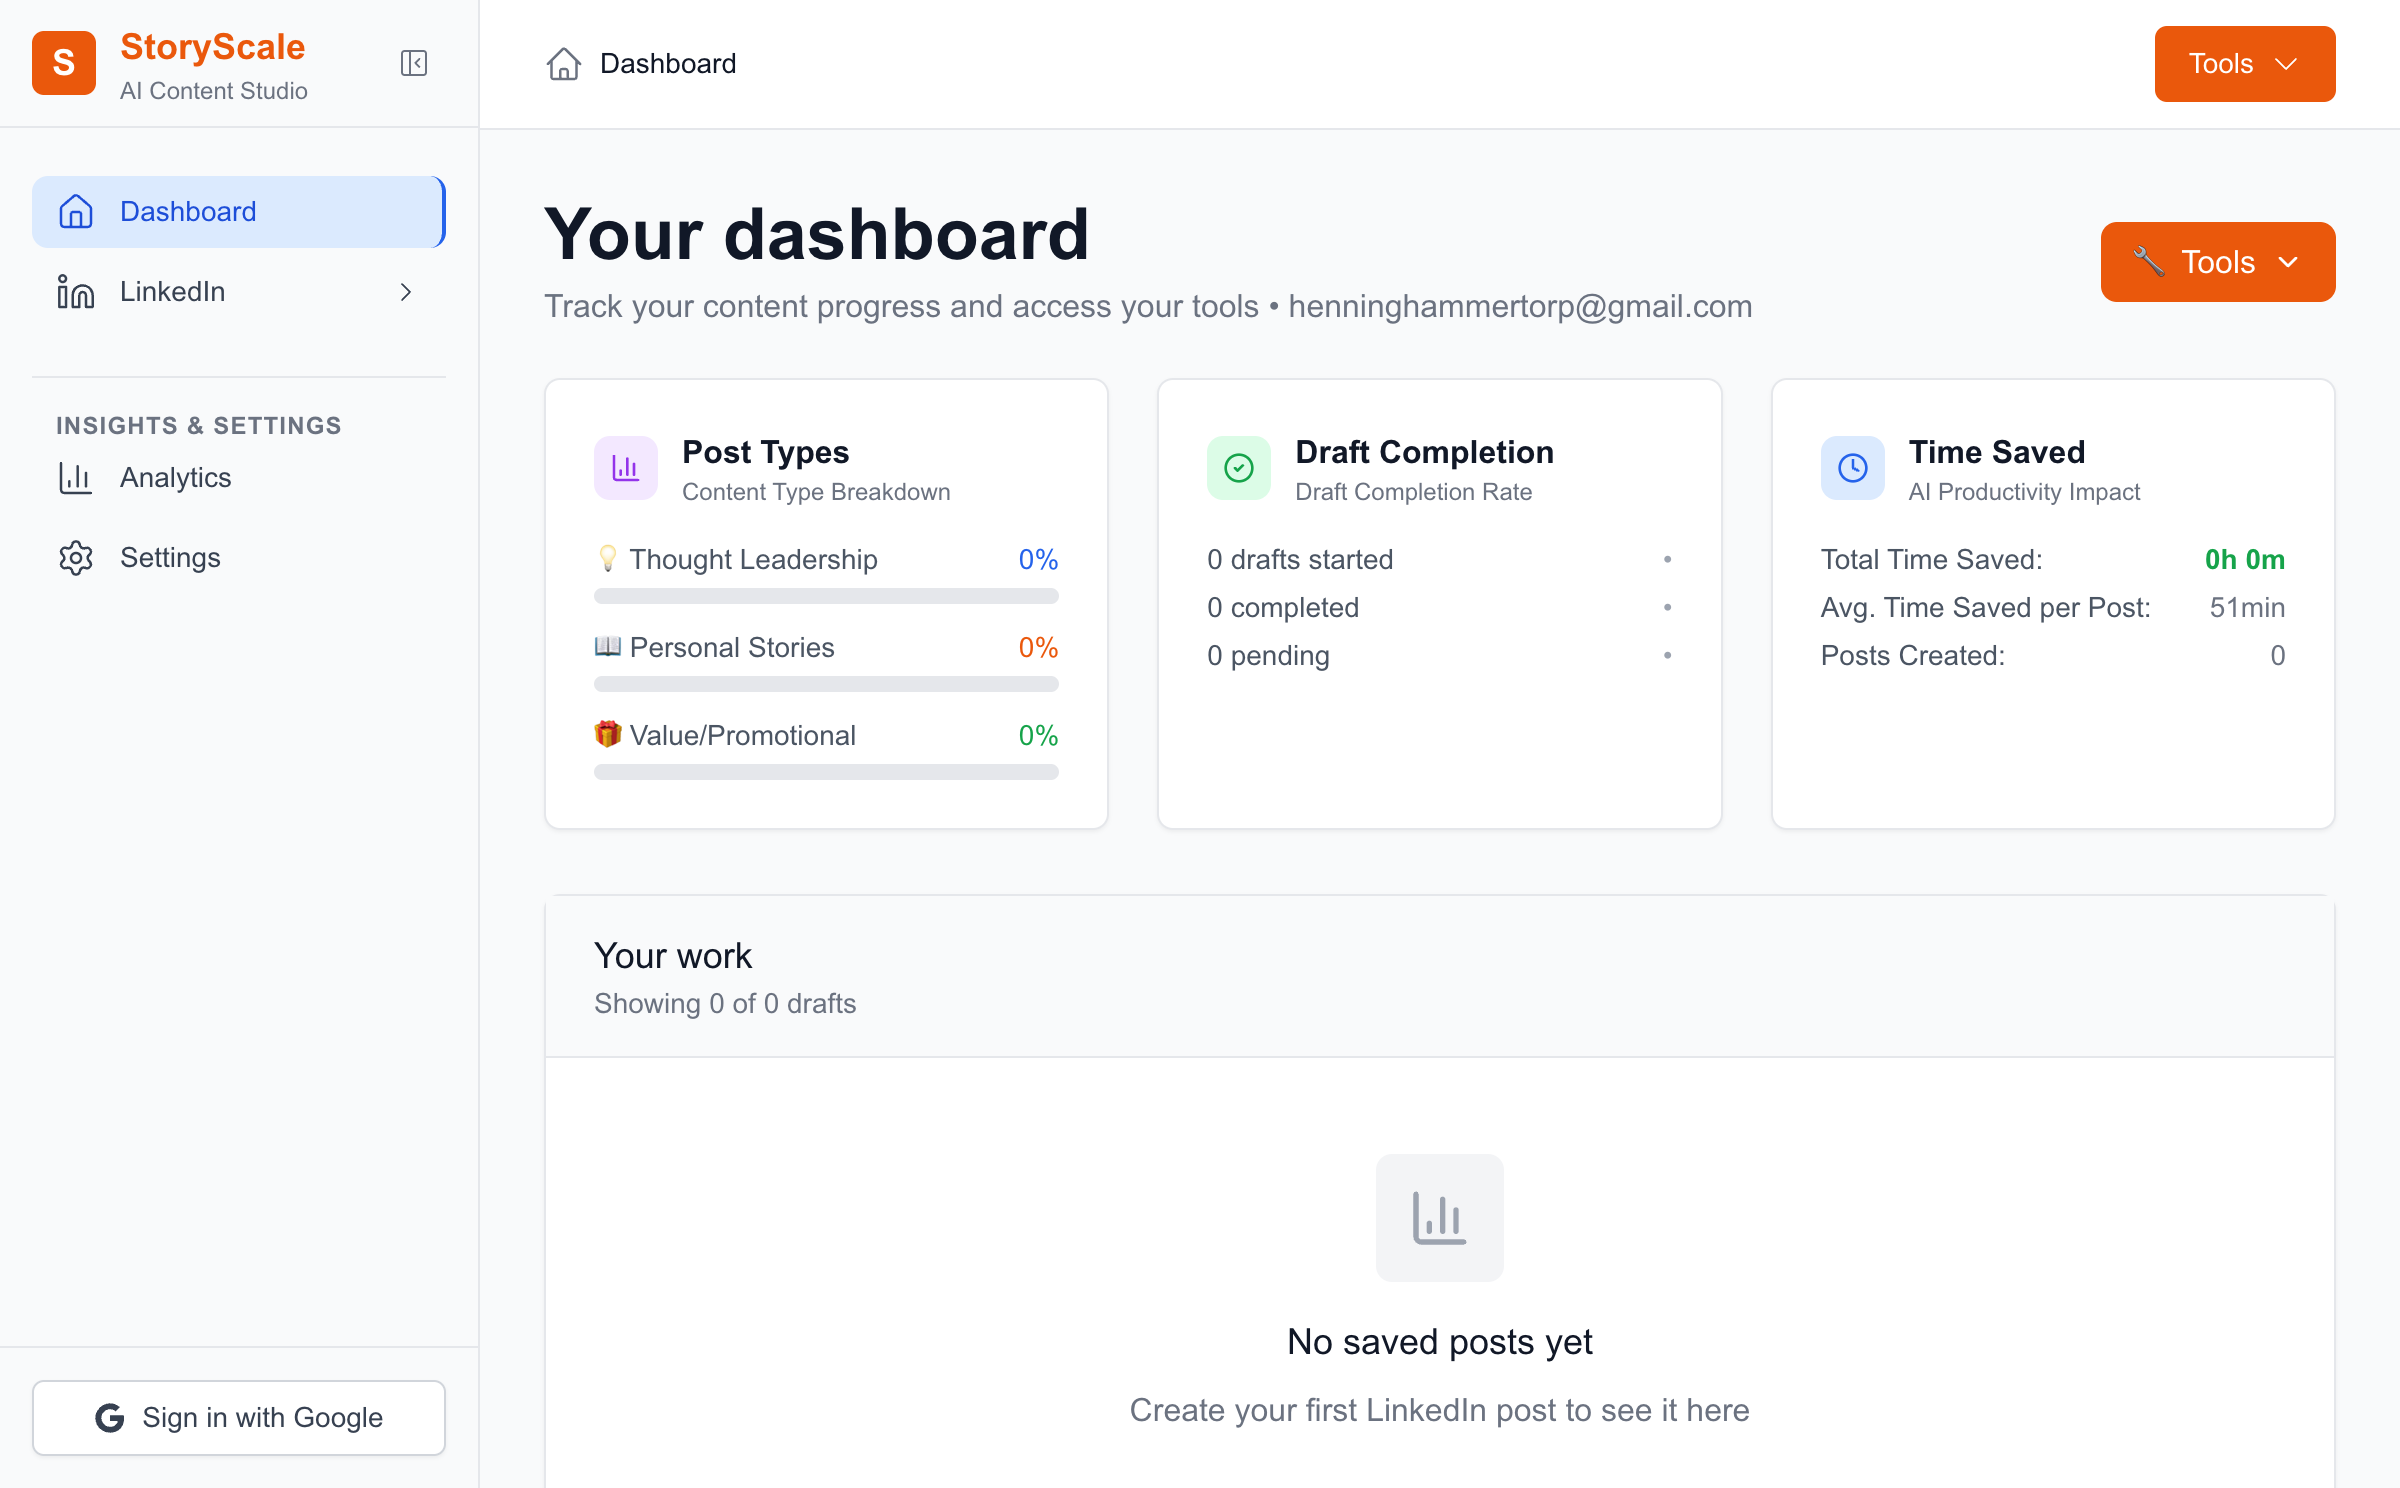 S
StoryScale
AI Content Studio
Dashboard
LinkedIn
INSIGHTS & SETTINGS
Analytics
Settings
Sign in with Google
Dashboard
Tools
Your dashboard
Track your content progress and access your tools • henninghammertorp@gmail.com
Tools
Post Types
Content Type Breakdown
Thought Leadership 0%
Personal Stories 0%
Value/Promotional 0%
Draft Completion
Draft Completion Rate
0 drafts started •
0 completed •
0 pending •
Time Saved
AI Productivity Impact
Total Time Saved: 0h 0m
Avg. Time Saved per Post: 51min
Posts Created: 0
Your work
Showing 0 of 0 drafts
No saved posts yet
Create your first LinkedIn post to see it here